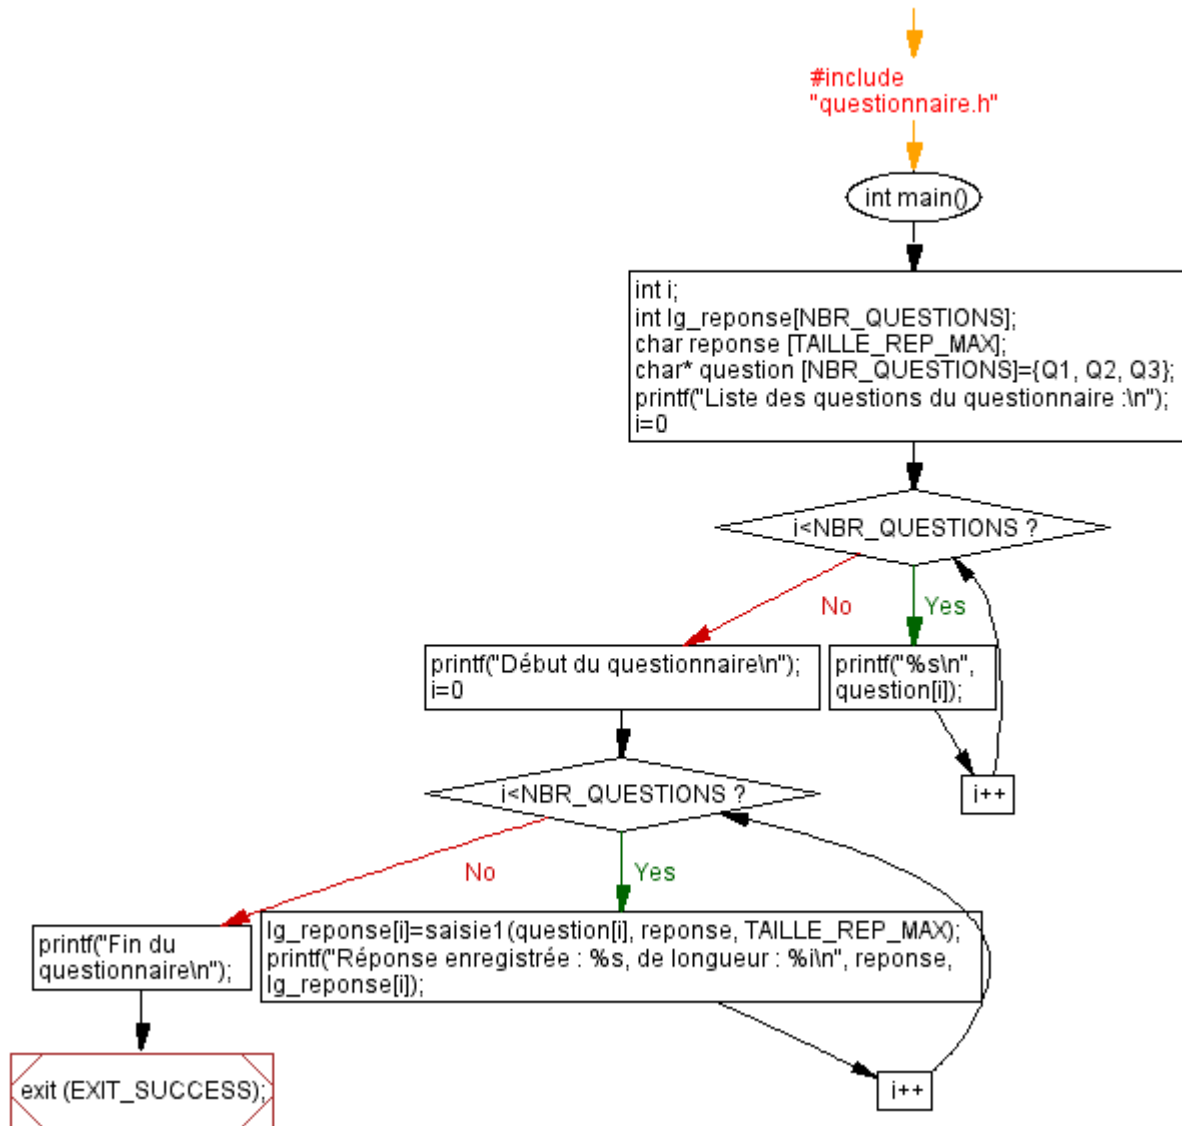 #include
"questionnaire.h"
int main()
int i;
int lg_reponse[NBR_QUESTIONS];
char reponse [TAILLE_REP_MAX];
char* question [NBR_QUESTIONS]={Q1, Q2, Q3};
printf("Liste des questions du questionnaire :\n");
i=0
i<NBR_QUESTIONS ?
No
Yes
printf("Début du questionnaire\n");
i=0
printf("%s\n",
question[i]);
i++
i<NBR_QUESTIONS ?
No
Yes
printf("Fin du
questionnaire\n");
lg_reponse[i]=saisie1(question[i], reponse, TAILLE_REP_MAX);
printf("Réponse enregistrée : %s, de longueur : %i\n", reponse,
lg_reponse[i]);
exit (EXIT_SUCCESS);
i++